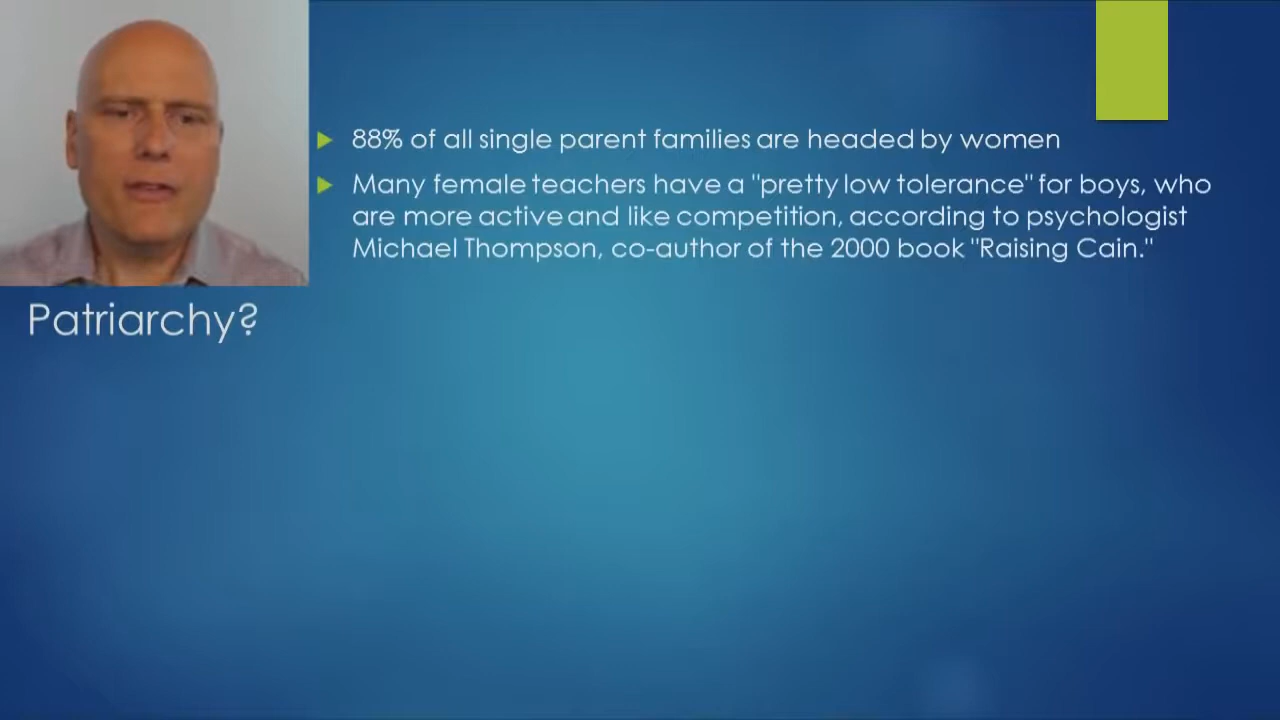 88% of all single parent families are headed by women
Many female teachers have a "pretty low tolerance" for boys, who
are more active and like competition, according to psychologist
Michael Thompson, co-author of the 2000 book "Raising Cain."
Patriarchy?